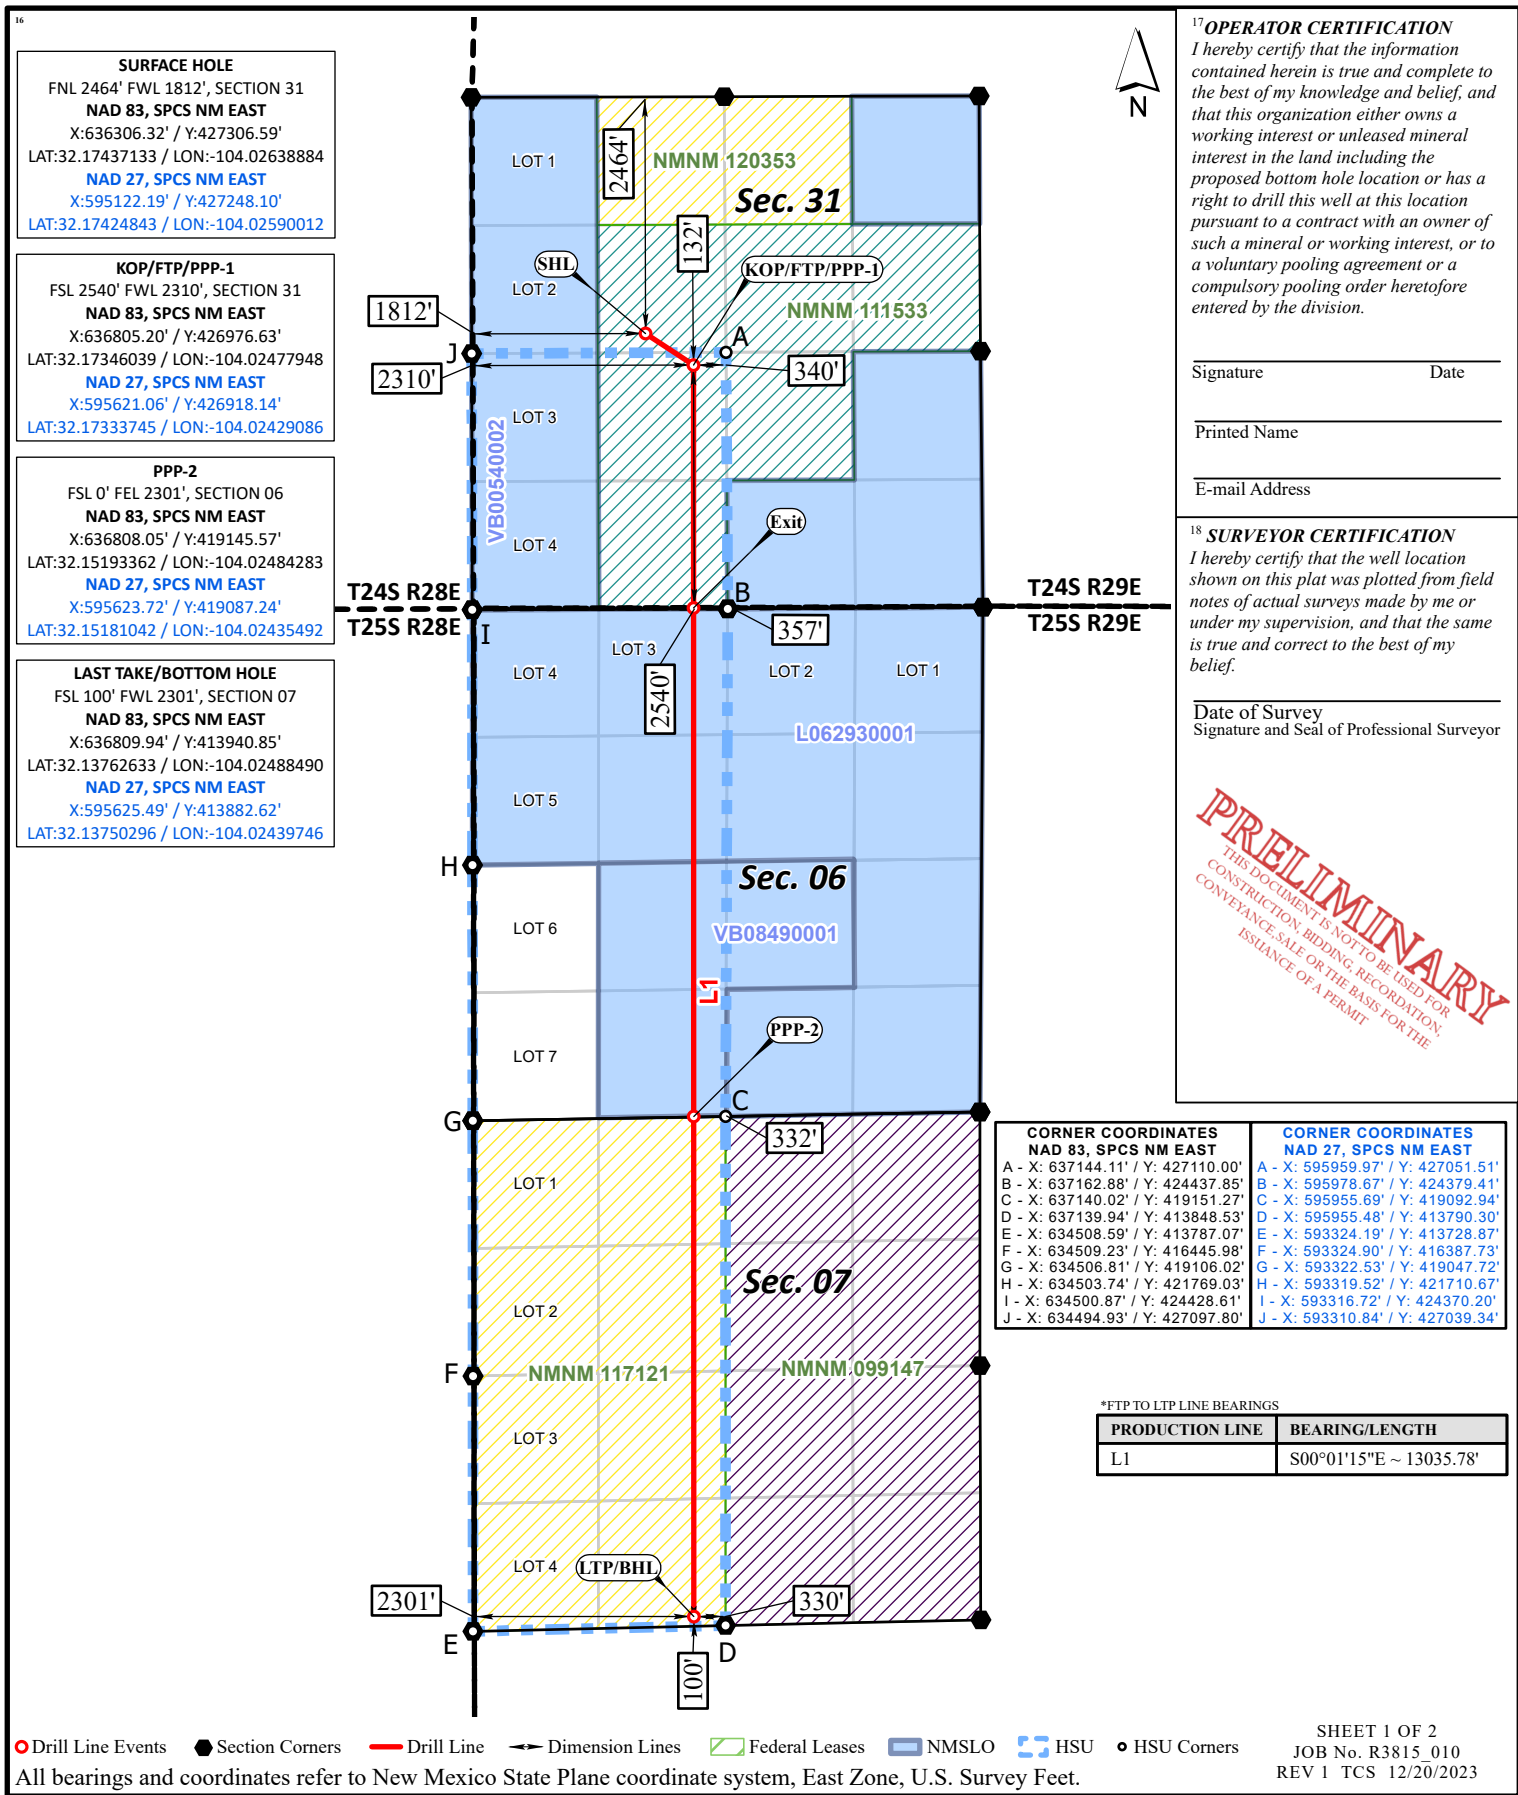 16
SURFACE HOLE
FNL 2464' FWL 1812', SECTION 31
NAD 83, SPCS NM EAST
X:636306.32' / Y:427306.59'
LAT:32.17437133 / LON:-104.02638884
NAD 27, SPCS NM EAST
X:595122.19' / Y:427248.10'
LAT:32.17424843 / LON:-104.02590012
KOP/FTP/PPP-1
FSL 2540' FWL 2310', SECTION 31
NAD 83, SPCS NM EAST
X:636805.20' / Y:426976.63'
LAT:32.17346039 / LON:-104.02477948
NAD 27, SPCS NM EAST
X:595621.06' / Y:426918.14'
LAT:32.17333745 / LON:-104.02429086
PPP-2
FSL 0' FEL 2301', SECTION 06
NAD 83, SPCS NM EAST
X:636808.05' / Y:419145.57'
LAT:32.15193362 / LON:-104.02484283
NAD 27, SPCS NM EAST
X:595623.72' / Y:419087.24'
LAT:32.15181042 / LON:-104.02435492
LAST TAKE/BOTTOM HOLE
FSL 100' FWL 2301', SECTION 07
NAD 83, SPCS NM EAST
X:636809.94' / Y:413940.85'
LAT:32.13762633 / LON:-104.02488490
NAD 27, SPCS NM EAST
X:595625.49' / Y:413882.62'
LAT:32.13750296 / LON:-104.02439746
N
LOT 1
2464'
NMNM 120353
Sec. 31
132'
SHL
KOP/FTP/PPP-1
LOT 2
NMNM 111533
1812'
J
A
2310'
340'
LOT 3
VB00540002
Exit
LOT 4
T24S R28E
B
T24S R29E
T25S R28E
I
357'
T25S R29E
LOT 3
LOT 4
2540'
LOT 2
LOT 1
L062930001
LOT 5
H
Sec. 06
LOT 6
VB08490001
L1
PPP-2
LOT 7
G
C
332'
LOT 1
Sec. 07
LOT 2
F
NMNM 117121
NMNM 099147
LOT 3
LOT 4
LTP/BHL
2301'
330'
E
D
100'
17 OPERATOR CERTIFICATION
I hereby certify that the information
contained herein is true and complete to
the best of my knowledge and belief, and
that this organization either owns a
working interest or unleased mineral
interest in the land including the
proposed bottom hole location or has a
right to drill this well at this location
pursuant to a contract with an owner of
such a mineral or working interest, or to
a voluntary pooling agreement or a
compulsory pooling order heretofore
entered by the division.
Signature Date
Printed Name
E-mail Address
18 SURVEYOR CERTIFICATION
I hereby certify that the well location
shown on this plat was plotted from field
notes of actual surveys made by me or
under my supervision, and that the same
is true and correct to the best of my
belief.
Date of Survey
Signature and Seal of Professional Surveyor
PRELIMINARY
THIS DOCUMENT IS NOT TO BE USED FOR
CONSTRUCTION, BIDDING, RECORDATION,
CONVEYANCE, SALE OR THE BASIS FOR THE
ISSUANCE OF A PERMIT
CORNER COORDINATES
NAD 83, SPCS NM EAST
A - X: 637144.11' / Y: 427110.00'
B - X: 637162.88' / Y: 424437.85'
C - X: 637140.02' / Y: 419151.27'
D - X: 637139.94' / Y: 413848.53'
E - X: 634508.59' / Y: 413787.07'
F - X: 634509.23' / Y: 416445.98'
G - X: 634506.81' / Y: 419106.02'
H - X: 634503.74' / Y: 421769.03'
I - X: 634500.87' / Y: 424428.61'
J - X: 634494.93' / Y: 427097.80'
CORNER COORDINATES
NAD 27, SPCS NM EAST
A - X: 595959.97' / Y: 427051.51'
B - X: 595978.67' / Y: 424379.41'
C - X: 595955.69' / Y: 419092.94'
D - X: 595955.48' / Y: 413790.30'
E - X: 593324.19' / Y: 413728.87'
F - X: 593324.90' / Y: 416387.73'
G - X: 593322.53' / Y: 419047.72'
H - X: 593319.52' / Y: 421710.67'
I - X: 593316.72' / Y: 424370.20'
J - X: 593310.84' / Y: 427039.34'
*FTP TO LTP LINE BEARINGS
PRODUCTION LINE BEARING/LENGTH
L1 S00°01'15"E ~ 13035.78'
Drill Line Events Section Corners Drill Line Dimension Lines Federal Leases NMSLO HSU HSU Corners
All bearings and coordinates refer to New Mexico State Plane coordinate system, East Zone, U.S. Survey Feet.
SHEET 1 OF 2
JOB No. R3815_010
REV 1 TCS 12/20/2023